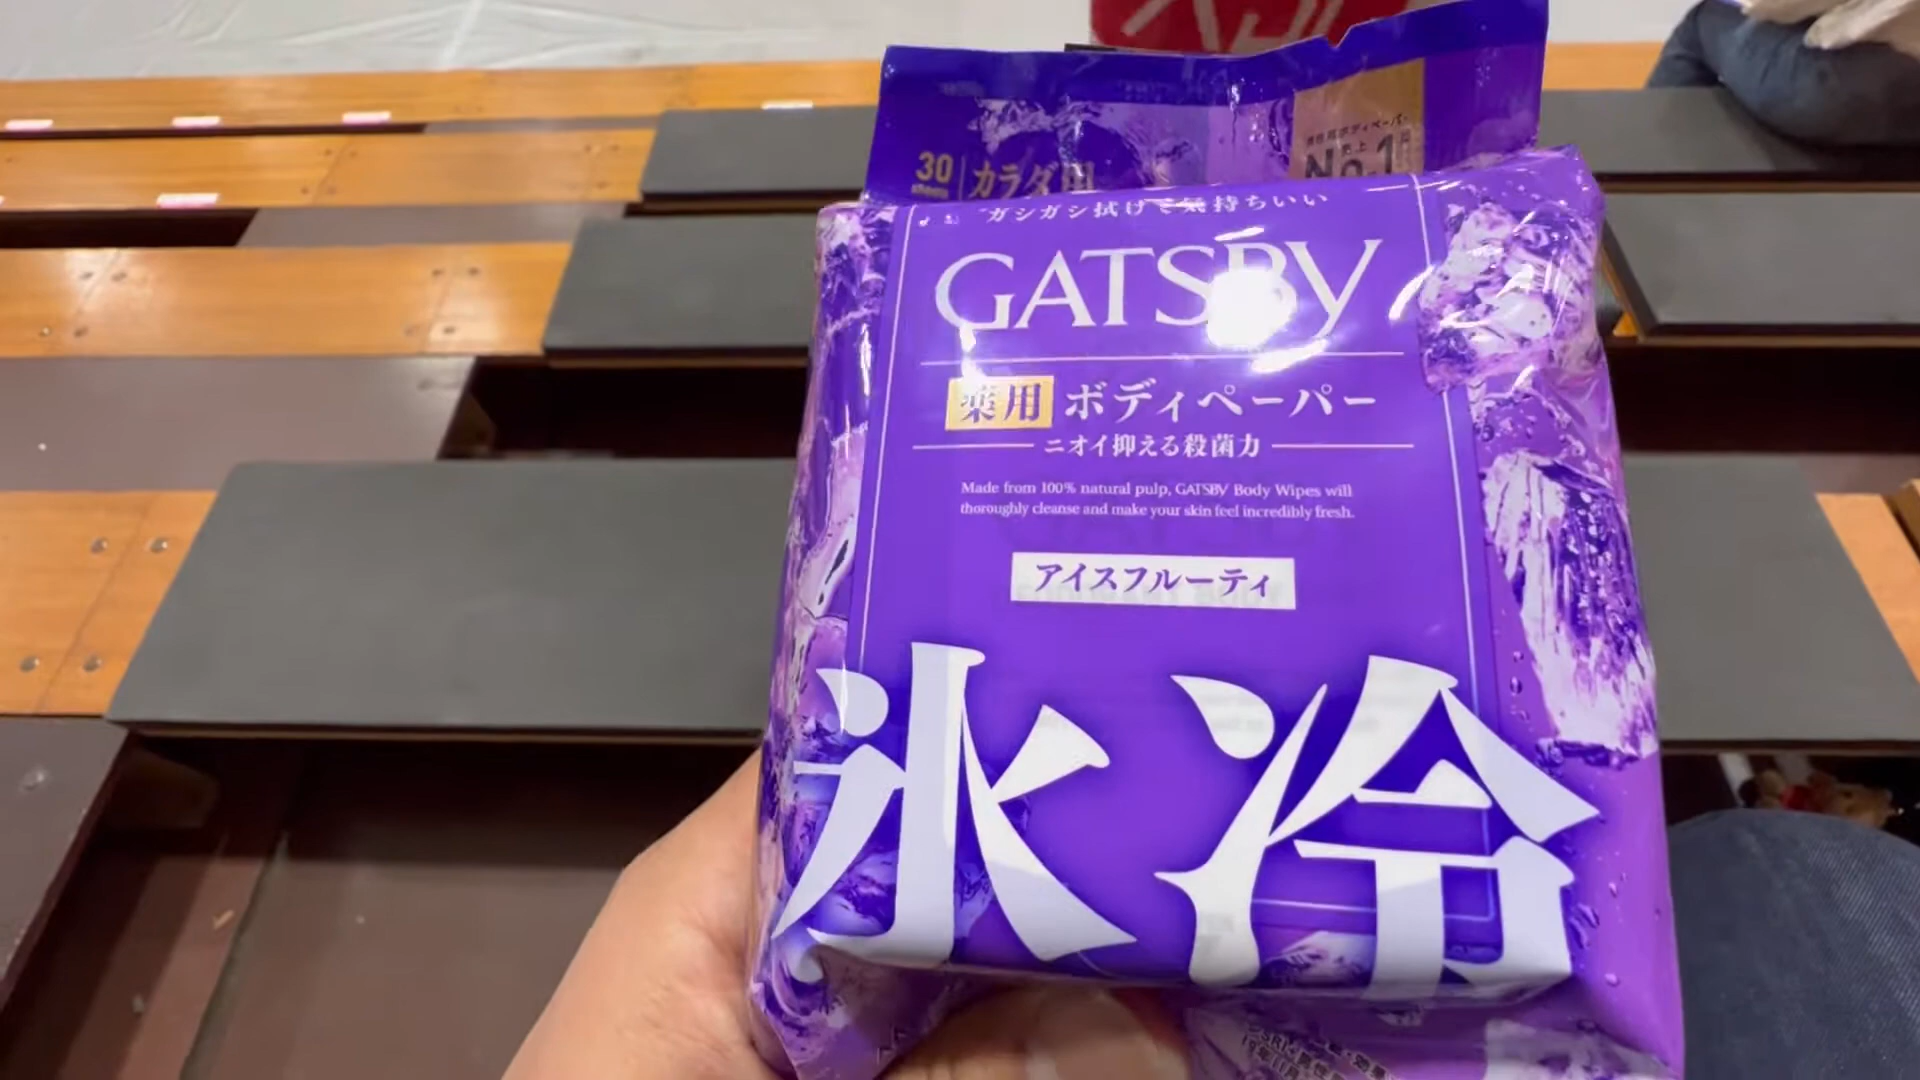 30 カラダ用
No.1
ガシガシ拭けて気持ちいい
GATSBY
薬用 ボディペーパー
ニオイ抑える殺菌力
Made from 100% natural pulp, GATSBY Body Wipes will
thoroughly cleanse and make your skin feel incredibly fresh.
アイスフルーティ
氷冷